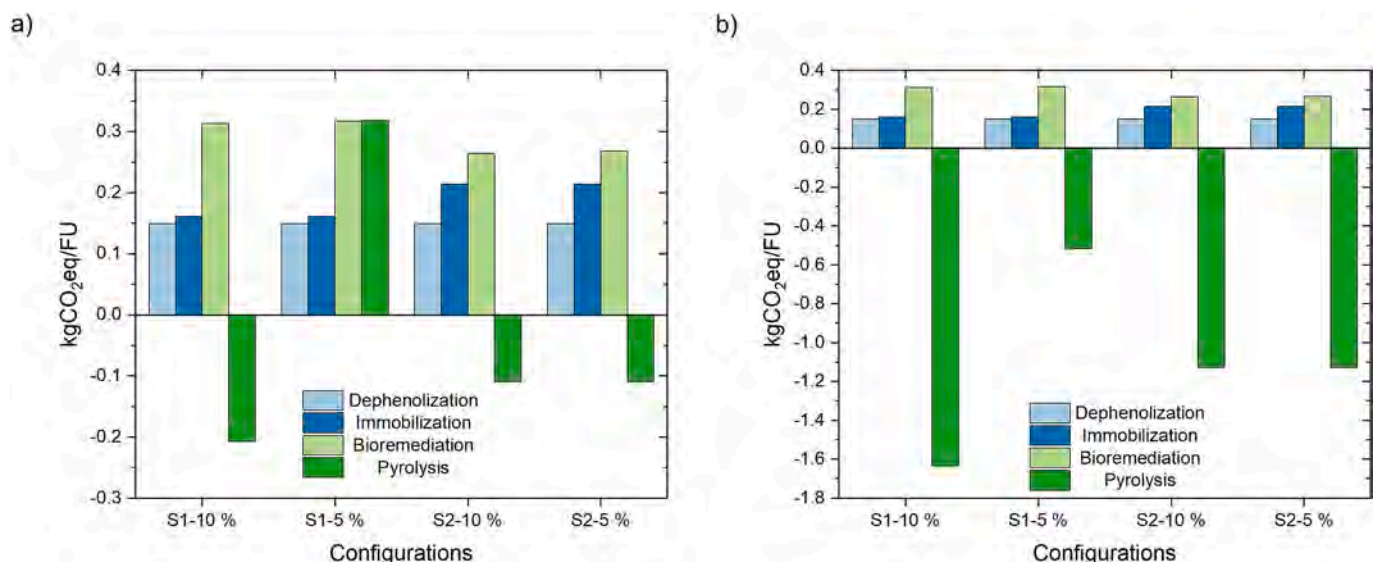 a)
0.4
0.3
0.2
0.1
0.0
-0.1
-0.2
-0.3
kgCO₂eq/FU
Dephenolization
Immobilization
Bioremediation
Pyrolysis
S1-10 %
S1-5 %
S2-10 %
S2-5 %
Configurations
b)
0.4
0.2
0.0
-0.2
-0.4
-0.6
-0.8
-1.0
-1.2
-1.4
-1.6
-1.8
kgCO₂eq/FU
Dephenolization
Immobilization
Bioremediation
Pyrolysis
S1-10 %
S1-5 %
S2-10 %
S2-5 %
Configurations